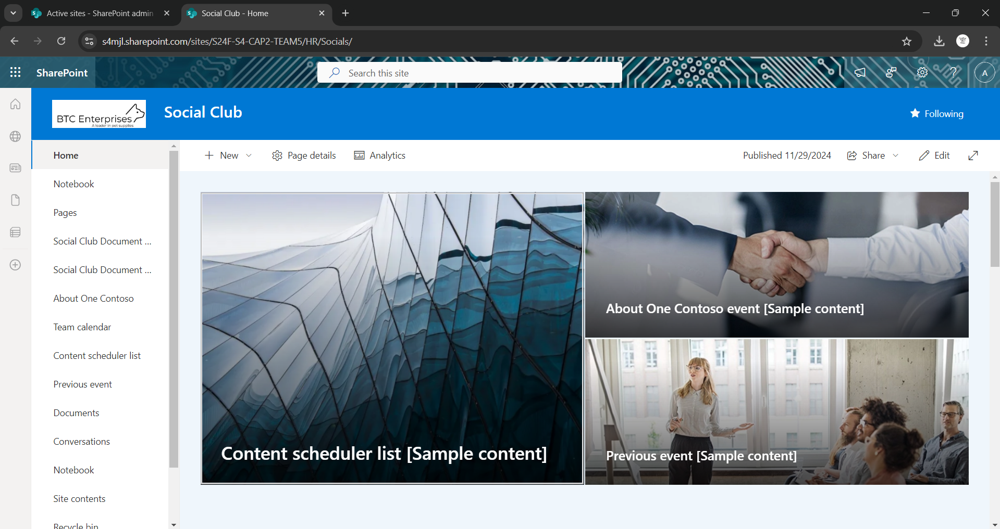 Active sites - SharePoint admin
Social Club - Home
s4mjl.sharepoint.com/sites/S24F-S4-CAP2-TEAM5/HR/Socials/
SharePoint
Search this site
A
BTC Enterprises
A leader in pet supplies
Social Club
Following
Home
Notebook
Pages
Social Club Document ...
Social Club Document ...
About One Contoso
Team calendar
Content scheduler list
Previous event
Documents
Conversations
Notebook
Site contents
Recycle bin
New
Page details
Analytics
Published 11/29/2024
Share
Edit
Content scheduler list [Sample content]
About One Contoso event [Sample content]
Previous event [Sample content]